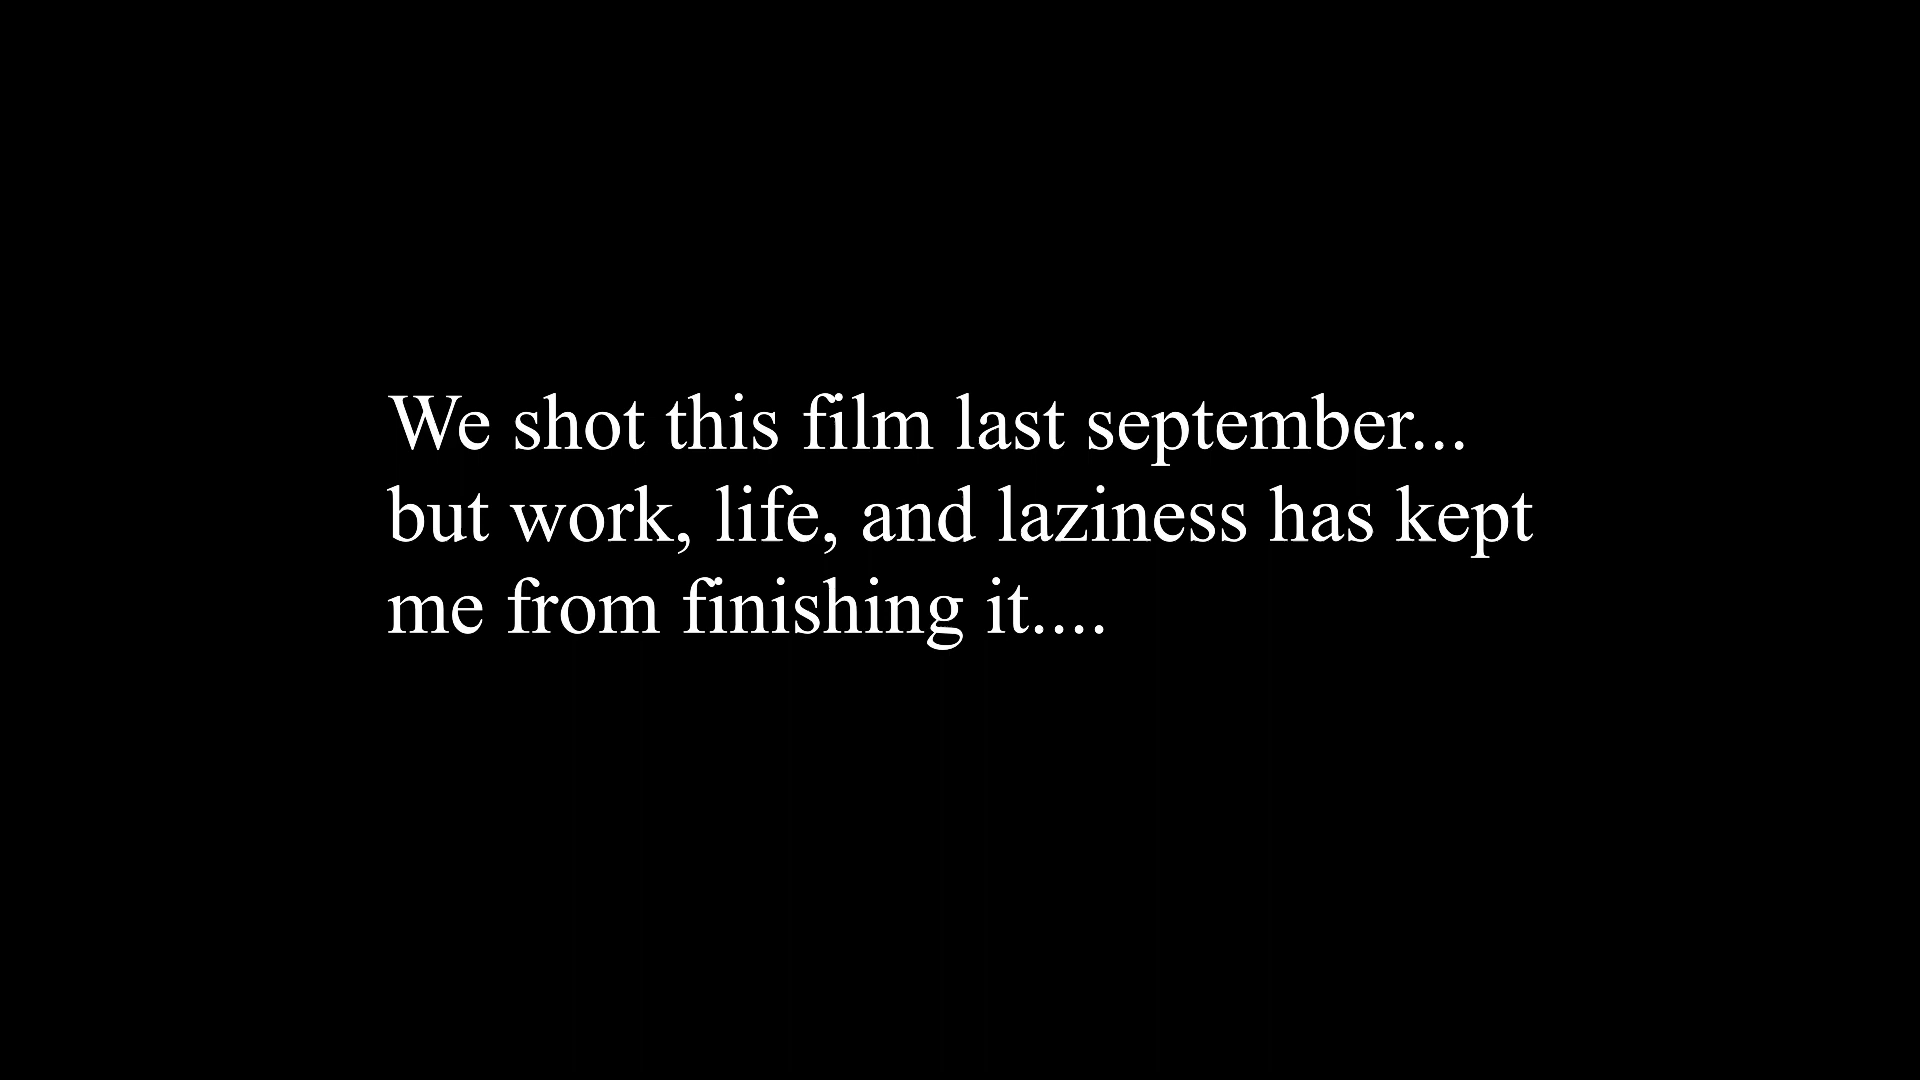 We shot this film last september...
but work, life, and laziness has kept
me from finishing it....